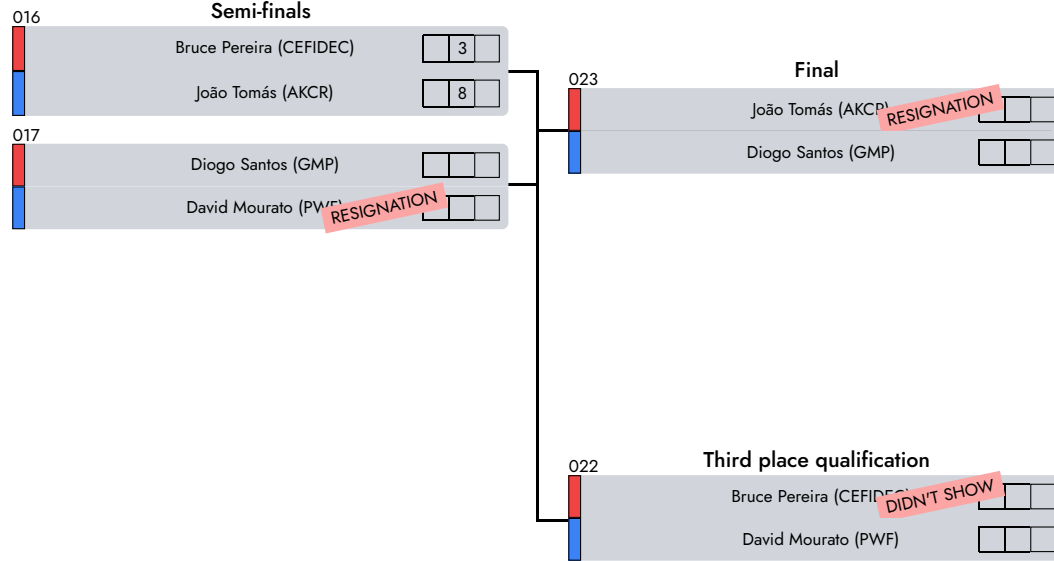 Semi-finals
016
Bruce Pereira (CEFIDEC)
3
João Tomás (AKCR)
8
017
Diogo Santos (GMP)
David Mourato (PWF)
RESIGNATION
Final
023
João Tomás (AKCR)
RESIGNATION
Diogo Santos (GMP)
Third place qualification
022
Bruce Pereira (CEFIDEC)
DIDN'T SHOW
David Mourato (PWF)